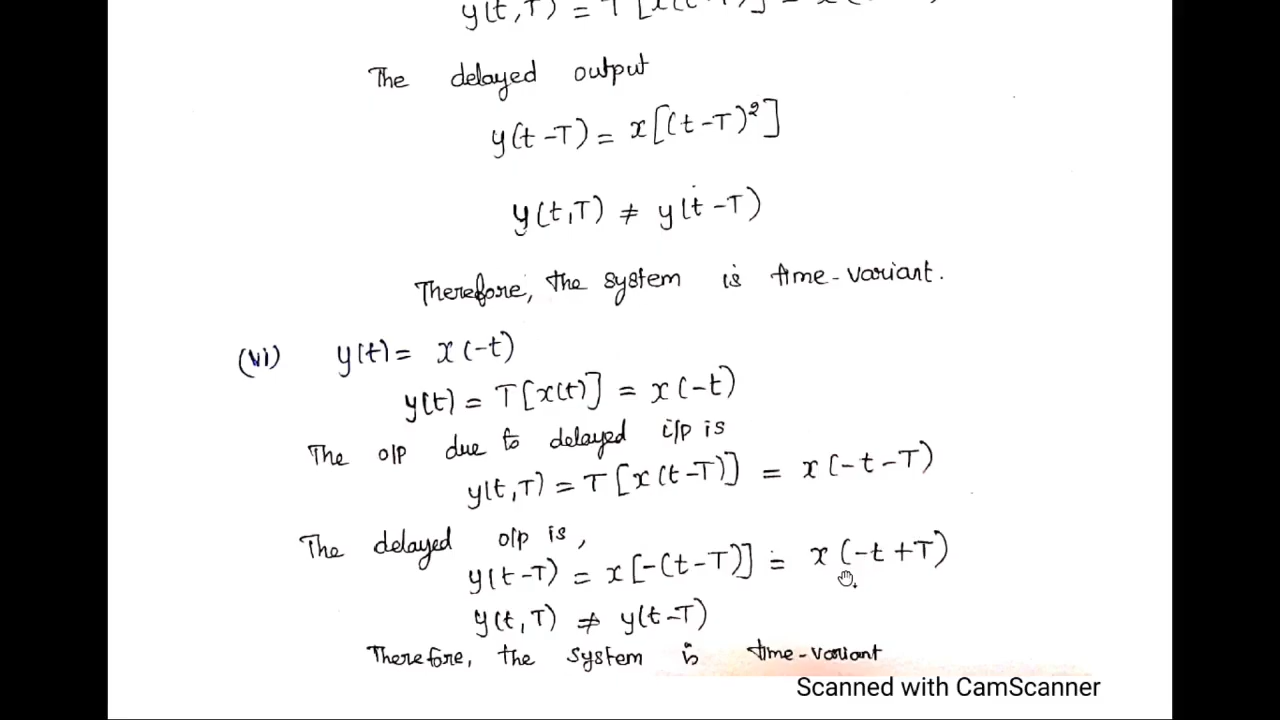 y(t,T) = T[x(t-T)] =
The delayed output
y(t-T) = x[(t-T)²]
y(t,T) ≠ y(t-T)
Therefore, the system is time-variant.
(vi) y(t) = x(-t)
y(t) = T[x(t)] = x(-t)
The o/p due to delayed i/p is
y(t,T) = T[x(t-T)] = x(-t-T)
The delayed o/p is,
y(t-T) = x[-(t-T)] = x(-t+T)
y(t,T) ≠ y(t-T)
Therefore, the system is time-variant
Scanned with CamScanner